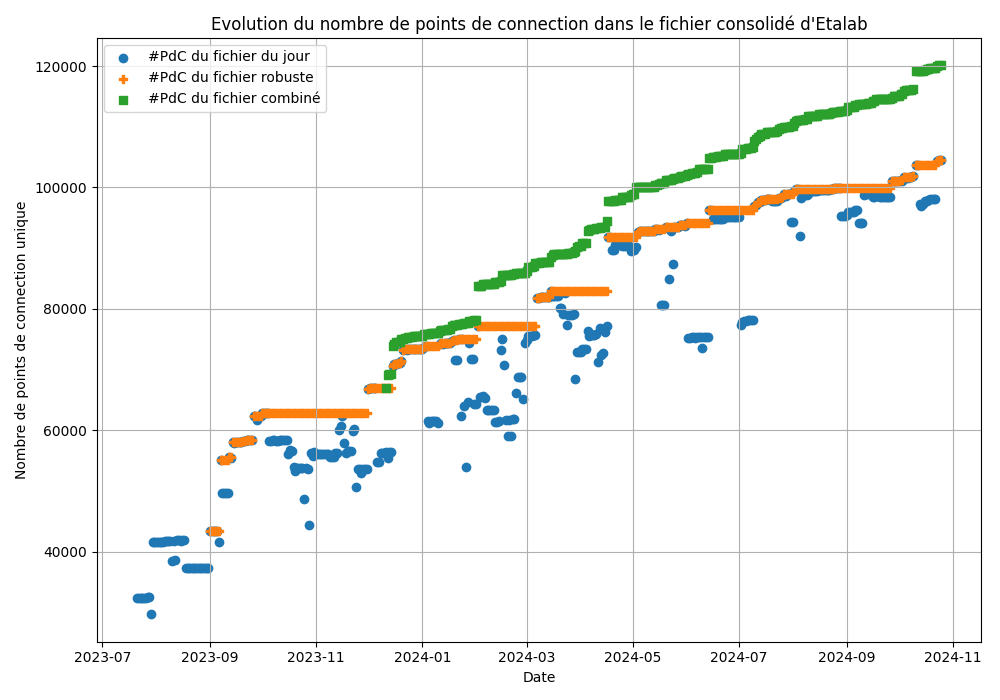 Evolution du nombre de points de connection dans le fichier consolidé d'Etalab
#PdC du fichier du jour
#PdC du fichier robuste
#PdC du fichier combiné
120000
100000
80000
60000
40000
Nombre de points de connection unique
2023-07
2023-09
2023-11
2024-01
2024-03
2024-05
2024-07
2024-09
2024-11
Date